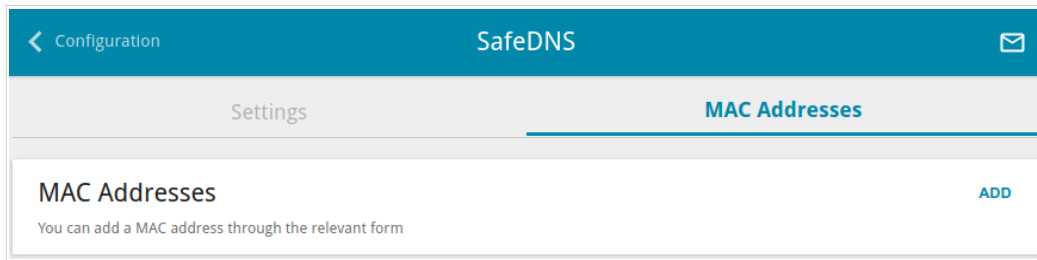 Configuration
SafeDNS
Settings
MAC Addresses
MAC Addresses
ADD
You can add a MAC address through the relevant form